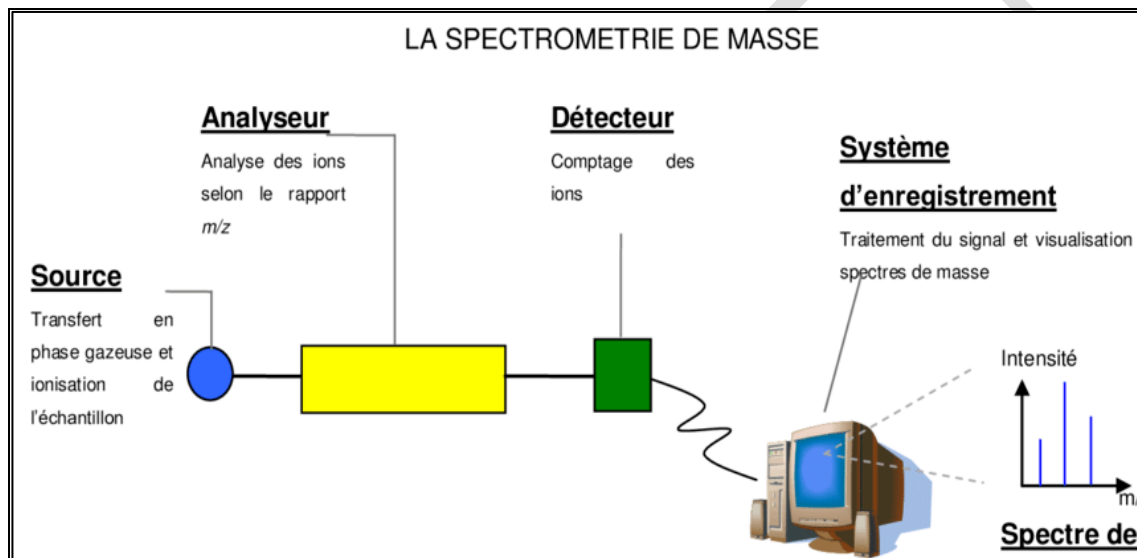 LA SPECTROMETRIE DE MASSE
Analyseur
Analyse des ions
selon le rapport
m/z
Détecteur
Comptage des
ions
Système
d'enregistrement
Traitement du signal et visualisation
spectres de masse
Source
Transfert en
phase gazeuse et
ionisation de
l'échantillon
Intensité
m/
Spectre de